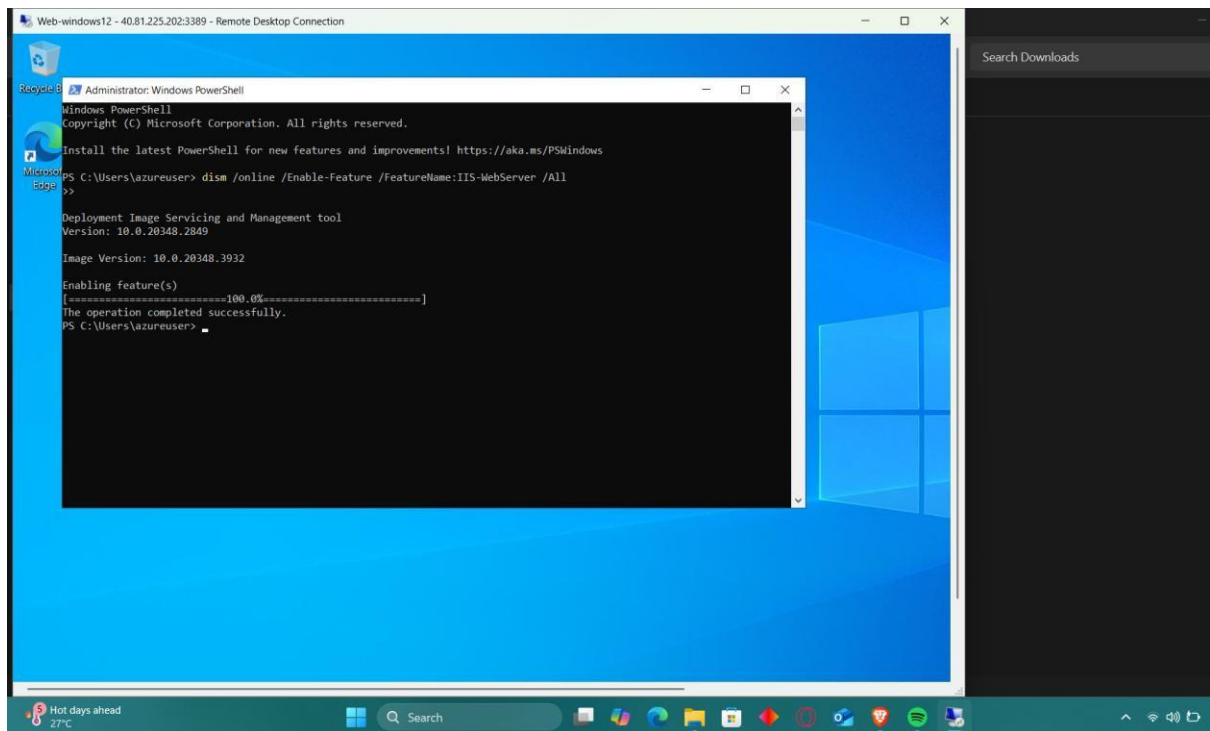 Web-windows12 - 40.81.225.202:3389 - Remote Desktop Connection
Search Downloads
Recycle B
Administrator: Windows PowerShell
Windows PowerShell
Copyright (C) Microsoft Corporation. All rights reserved.
Install the latest PowerShell for new features and improvements! https://aka.ms/PSWindows
Microsof
Edge
PS C:\Users\azureuser> dism /online /Enable-Feature /FeatureName:IIS-WebServer /All
>>
Deployment Image Servicing and Management tool
Version: 10.0.20348.2849
Image Version: 10.0.20348.3932
Enabling feature(s)
[==========================100.0%==========================]
The operation completed successfully.
PS C:\Users\azureuser>
5
Hot days ahead
27°C
Search